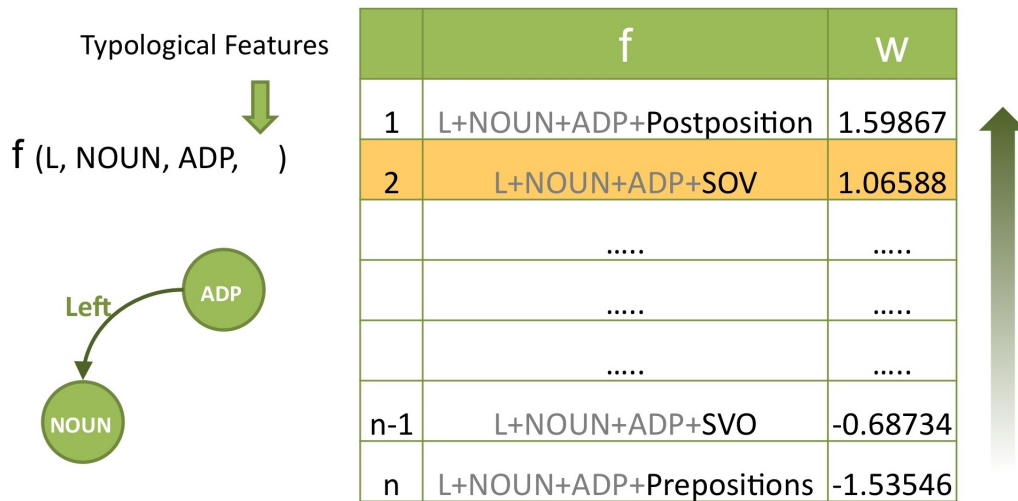 Typological Features
f (L, NOUN, ADP, )
Left
ADP
NOUN
f w
1 L+NOUN+ADP+Postposition 1.59867
2 L+NOUN+ADP+SOV 1.06588
..... .....
..... .....
..... .....
n-1 L+NOUN+ADP+SVO -0.68734
n L+NOUN+ADP+Prepositions -1.53546